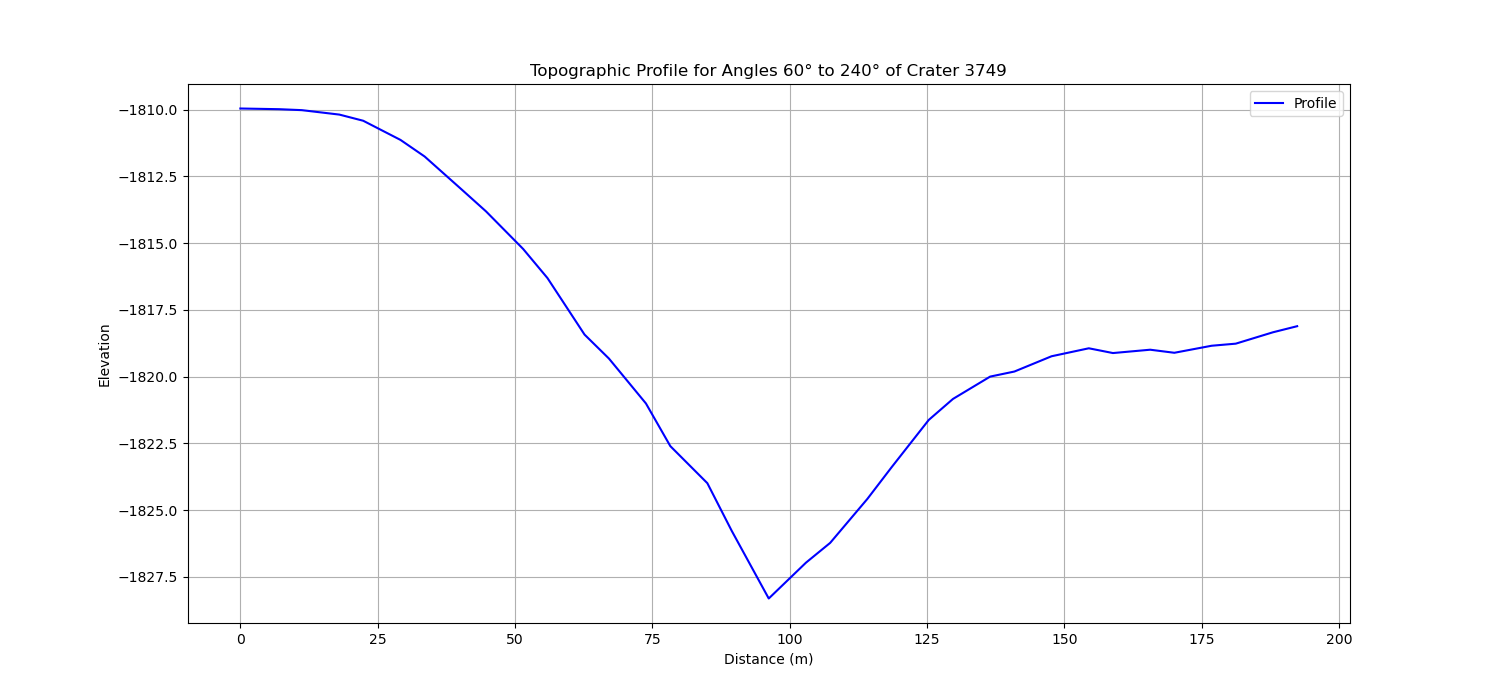 Topographic Profile for Angles 60° to 240° of Crater 3749
Profile
−1810.0
−1812.5
−1815.0
−1817.5
−1820.0
−1822.5
−1825.0
−1827.5
Elevation
0 25 50 75 100 125 150 175 200
Distance (m)